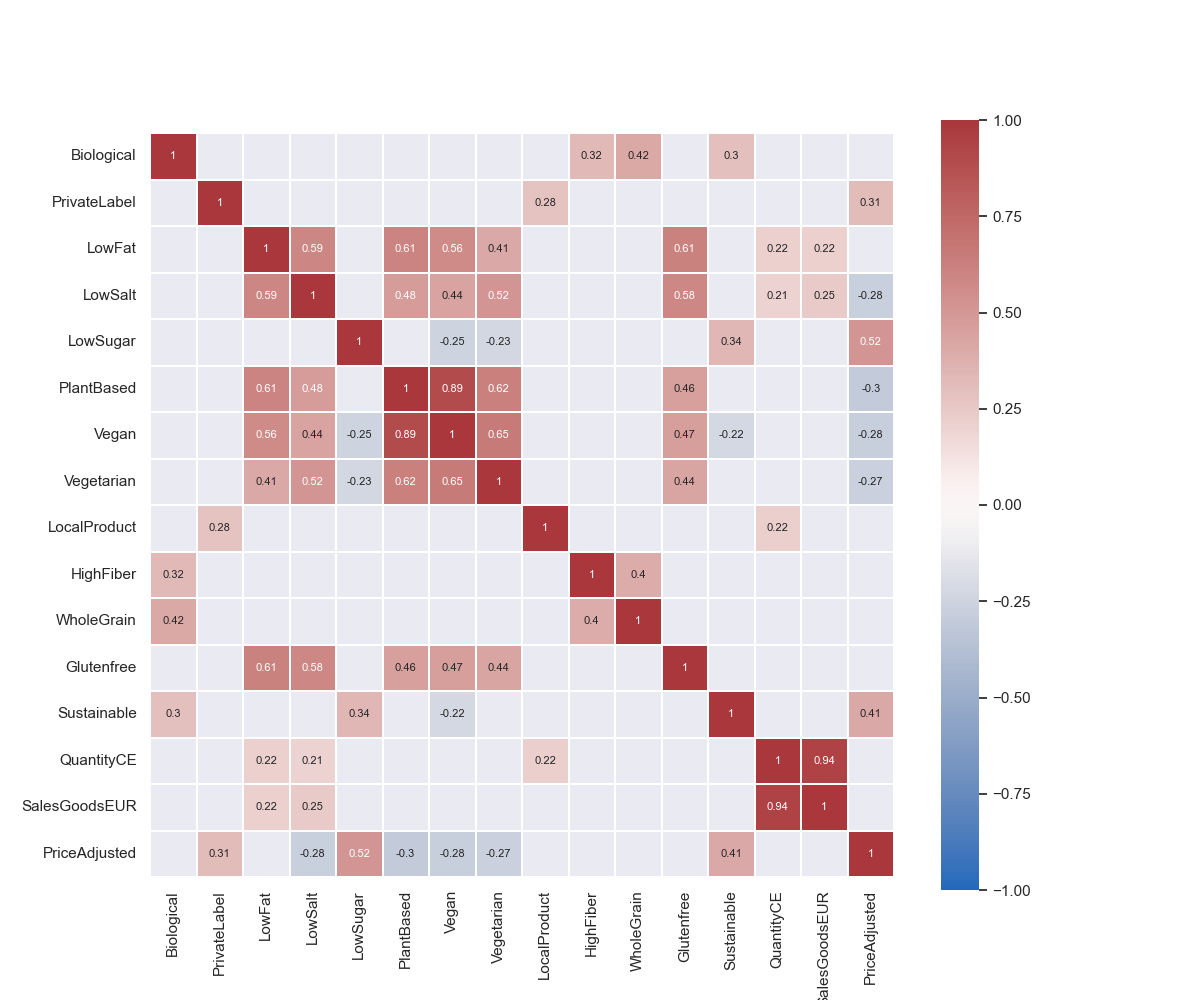 1.00
Biological 1 0.32 0.42 0.3
PrivateLabel 1 0.28 0.31
0.75
LowFat 1 0.59 0.61 0.56 0.41 0.61 0.22 0.22
LowSalt 0.59 1 0.48 0.44 0.52 0.58 0.21 0.25 -0.28
0.50
LowSugar 1 -0.25 -0.23 0.34 0.52
PlantBased 0.61 0.48 1 0.89 0.62 0.46 -0.3
0.25
Vegan 0.56 0.44 -0.25 0.89 1 0.65 0.47 -0.22 -0.28
Vegetarian 0.41 0.52 -0.23 0.62 0.65 1 0.44 -0.27
0.00
LocalProduct 0.28 1 0.22
HighFiber 0.32 1 0.4
−0.25
WholeGrain 0.42 0.4 1
Glutenfree 0.61 0.58 0.46 0.47 0.44 1
−0.50
Sustainable 0.3 0.34 -0.22 1 0.41
QuantityCE 0.22 0.21 0.22 1 0.94
−0.75
SalesGoodsEUR 0.22 0.25 0.94 1
PriceAdjusted 0.31 -0.28 0.52 -0.3 -0.28 -0.27 0.41 1
−1.00
Biological
PrivateLabel
LowFat
LowSalt
LowSugar
PlantBased
Vegan
Vegetarian
LocalProduct
HighFiber
WholeGrain
Glutenfree
Sustainable
QuantityCE
SalesGoodsEUR
PriceAdjusted